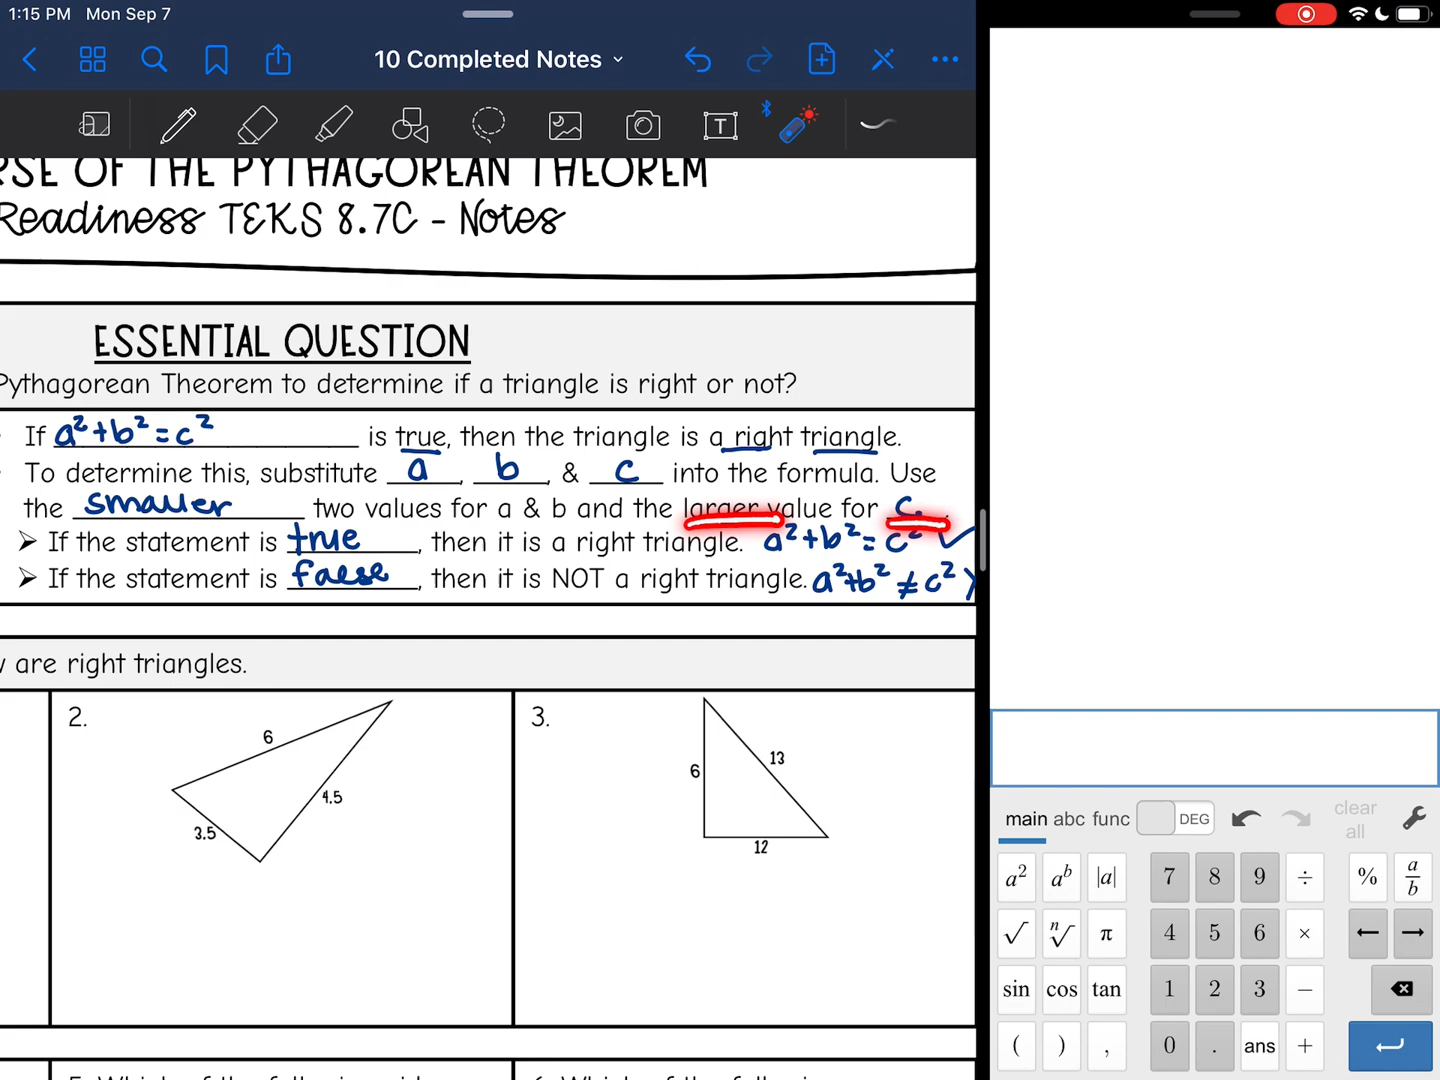 1:15 PM Mon Sep 7
10 Completed Notes
RSE OF THE PYTHAGOREAN THEOREM
Readiness TEKS 8.7C - Notes
ESSENTIAL QUESTION
Pythagorean Theorem to determine if a triangle is right or not?
If a²+b²=c² is true, then the triangle is a right triangle.
To determine this, substitute a, b, & c into the formula. Use
the smaller two values for a & b and the larger value for c.
➢ If the statement is true, then it is a right triangle. a²+b²=c² ✓
➢ If the statement is false, then it is NOT a right triangle. a²+b²≠c²
w are right triangles.
2.
6
4.5
3.5
3.
6
13
12
main abc func DEG clear all
a² aᵇ |a| 7 8 9 ÷ % a/b
√ ⁿ√ π 4 5 6 × ← →
sin cos tan 1 2 3 −
( ) , 0 . ans +